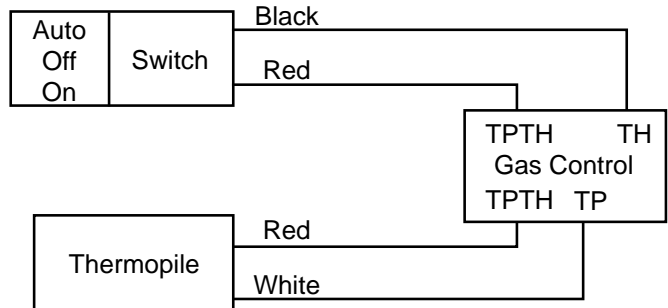 Black
Auto
Off
On
Switch
Red
TPTH TH
Gas Control
TPTH TP
Red
Thermopile
White